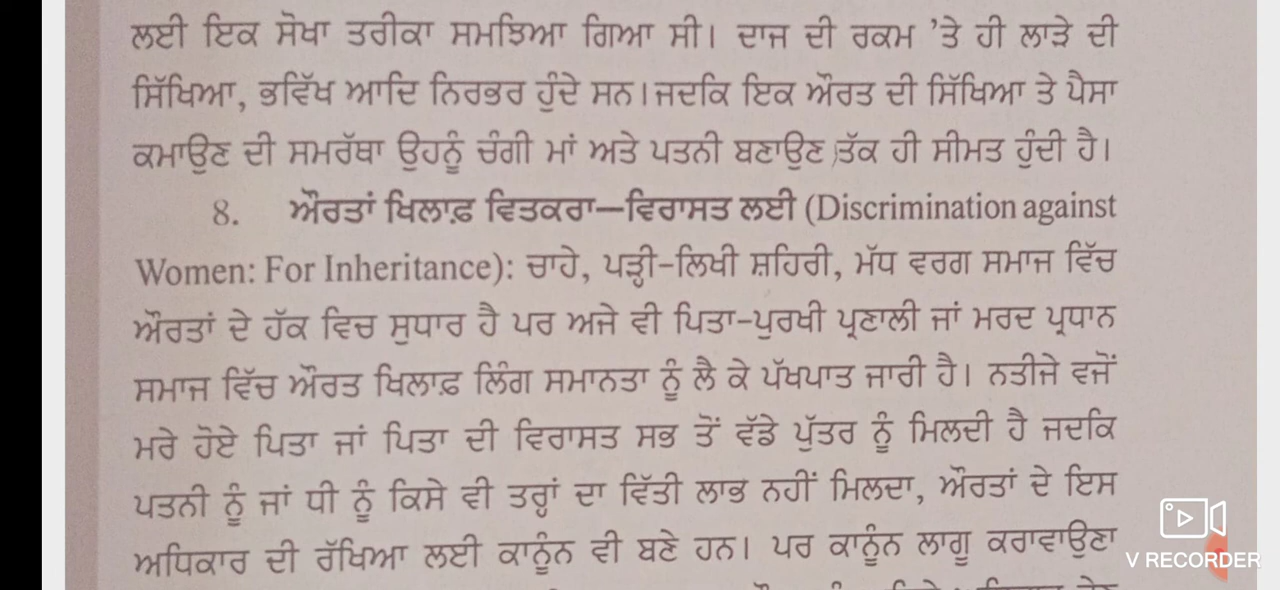 ਲਈ ਇਕ ਸੋਖਾ ਤਰੀਕਾ ਸਮਝਿਆ ਗਿਆ ਸੀ। ਦਾਜ ਦੀ ਰਕਮ ’ਤੇ ਹੀ ਲਾੜੇ ਦੀ
ਸਿੱਖਿਆ, ਭਵਿੱਖ ਆਦਿ ਨਿਰਭਰ ਹੁੰਦੇ ਸਨ।ਜਦਕਿ ਇਕ ਔਰਤ ਦੀ ਸਿੱਖਿਆ ਤੇ ਪੈਸਾ
ਕਮਾਉਣ ਦੀ ਸਮਰੱਥਾ ਉਹਨੂੰ ਚੰਗੀ ਮਾਂ ਅਤੇ ਪਤਨੀ ਬਣਾਉਣ ਤੱਕ ਹੀ ਸੀਮਤ ਹੁੰਦੀ ਹੈ।
8. ਔਰਤਾਂ ਖਿਲਾਫ਼ ਵਿਤਕਰਾ—ਵਿਰਾਸਤ ਲਈ (Discrimination against
Women: For Inheritance): ਚਾਹੇ, ਪੜ੍ਹੀ-ਲਿਖੀ ਸ਼ਹਿਰੀ, ਮੱਧ ਵਰਗ ਸਮਾਜ ਵਿੱਚ
ਔਰਤਾਂ ਦੇ ਹੱਕ ਵਿਚ ਸੁਧਾਰ ਹੈ ਪਰ ਅਜੇ ਵੀ ਪਿਤਾ-ਪੁਰਖੀ ਪ੍ਰਣਾਲੀ ਜਾਂ ਮਰਦ ਪ੍ਰਧਾਨ
ਸਮਾਜ ਵਿੱਚ ਔਰਤ ਖਿਲਾਫ਼ ਲਿੰਗ ਸਮਾਨਤਾ ਨੂੰ ਲੈ ਕੇ ਪੱਖਪਾਤ ਜਾਰੀ ਹੈ। ਨਤੀਜੇ ਵਜੋਂ
ਮਰੇ ਹੋਏ ਪਿਤਾ ਜਾਂ ਪਿਤਾ ਦੀ ਵਿਰਾਸਤ ਸਭ ਤੋਂ ਵੱਡੇ ਪੁੱਤਰ ਨੂੰ ਮਿਲਦੀ ਹੈ ਜਦਕਿ
ਪਤਨੀ ਨੂੰ ਜਾਂ ਧੀ ਨੂੰ ਕਿਸੇ ਵੀ ਤਰ੍ਹਾਂ ਦਾ ਵਿੱਤੀ ਲਾਭ ਨਹੀਂ ਮਿਲਦਾ, ਔਰਤਾਂ ਦੇ ਇਸ
ਅਧਿਕਾਰ ਦੀ ਰੱਖਿਆ ਲਈ ਕਾਨੂੰਨ ਵੀ ਬਣੇ ਹਨ। ਪਰ ਕਾਨੂੰਨ ਲਾਗੂ ਕਰਾਵਾਉਣਾ
V RECORDER